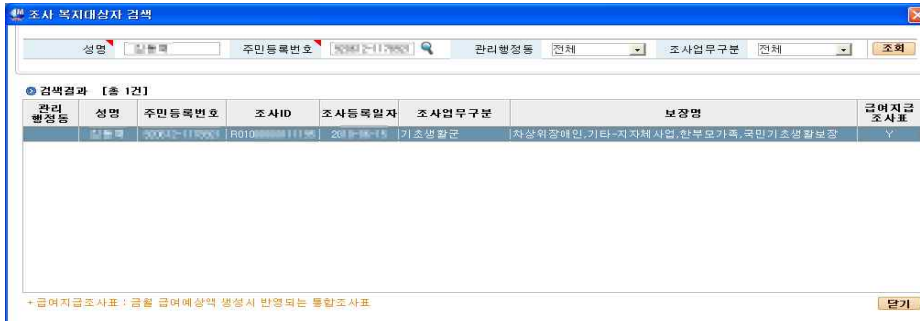 조사 복지대상자 검색
성명 주민등록번호 관리행정동 전체 조사업무구분 전체 조회
검색결과 [총 1건]
관리행정동 성명 주민등록번호 조사ID 조사등록일자 조사업무구분 보장명 급여지급조사표
기초생활군 차상위장애인,기타-지자체사업,한부모가족,국민기초생활보장 Y
+ 급여지급조사표 : 금월 급여예상액 생성시 반영되는 통합조사표 닫기